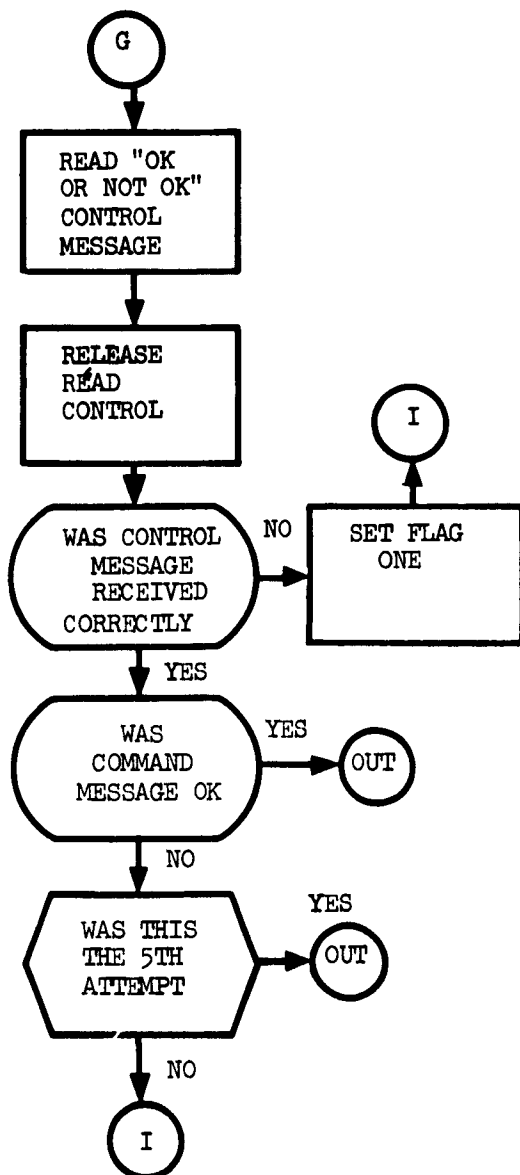 G
READ "OK
OR NOT OK"
CONTROL
MESSAGE
RELEASE
READ
CONTROL
I
WAS CONTROL
MESSAGE
RECEIVED
CORRECTLY
NO
SET FLAG
ONE
YES
WAS
COMMAND
MESSAGE OK
YES
OUT
NO
WAS THIS
THE 5TH
ATTEMPT
YES
OUT
NO
I